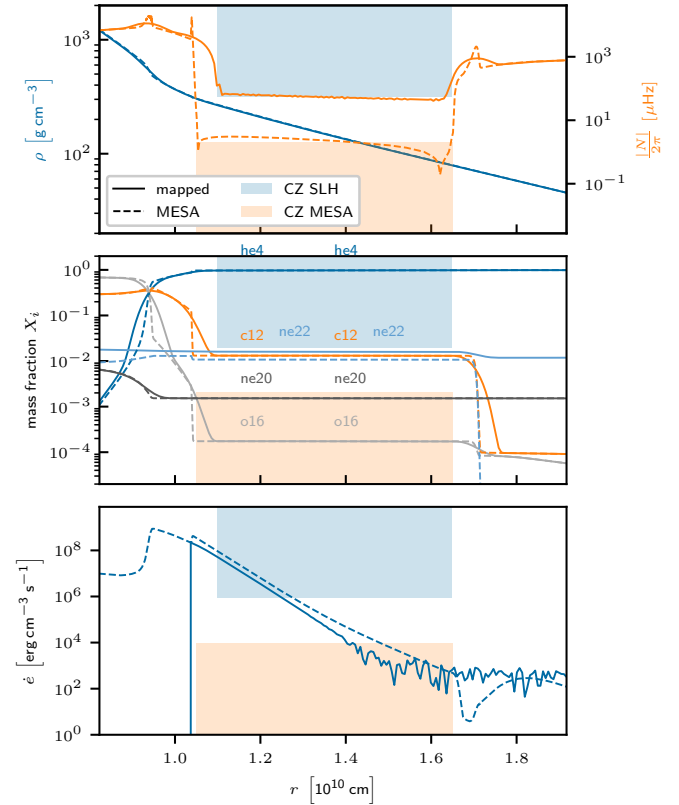 10³
10²
ρ [g cm⁻³]
10³
10¹
10⁻¹
|N|/2π [μHz]
mapped
MESA
CZ SLH
CZ MESA
he4 he4
10⁰
10⁻¹
10⁻²
10⁻³
10⁻⁴
mass fraction Xᵢ
c12 ne22 c12 ne22
ne20 ne20
o16 o16
10⁸
10⁶
10⁴
10²
10⁰
ė [erg cm⁻³ s⁻¹]
1.0 1.2 1.4 1.6 1.8
r [10¹⁰ cm]